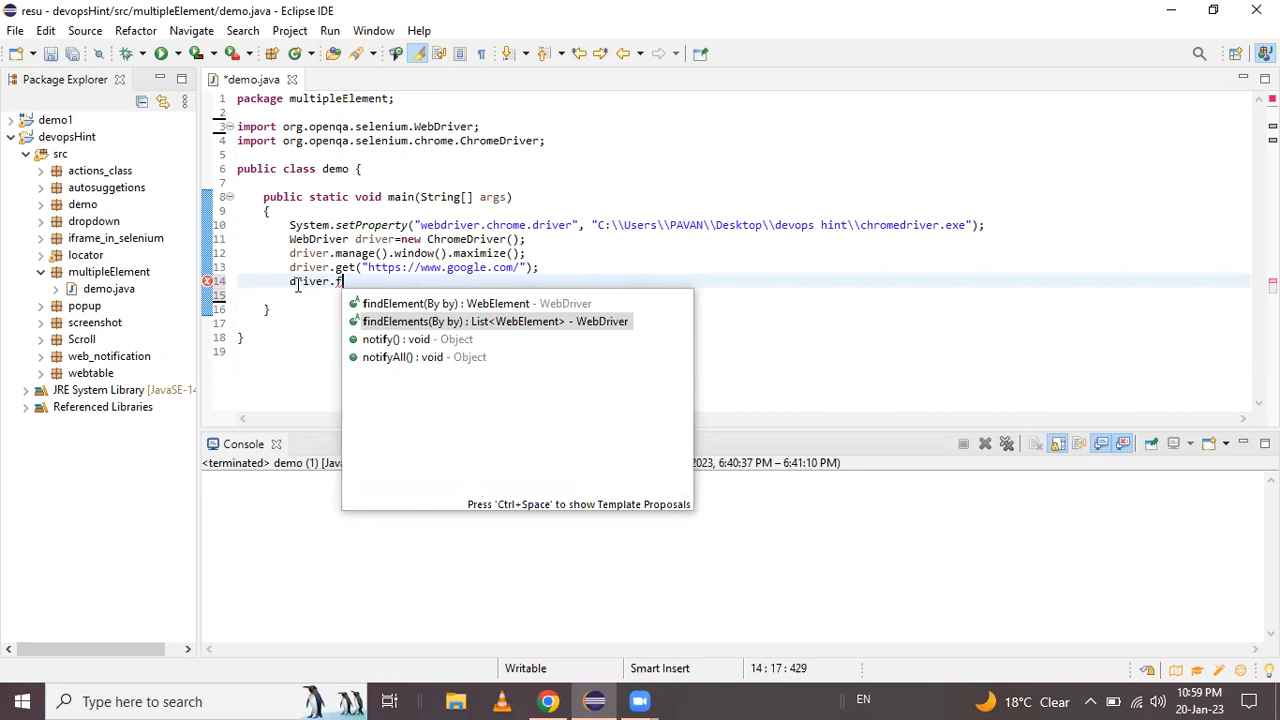 resu - devopsHint/src/multipleElement/demo.java - Eclipse IDE
File Edit Source Refactor Navigate Search Project Run Window Help
Package Explorer
*demo.java
demo1
devopsHint
src
actions_class
autosuggetions
demo
dropdown
iframe_in_selenium
locator
multipleElement
demo.java
popup
screenshot
Scroll
web_notification
webtable
JRE System Library [JavaSE-14
Referenced Libraries
1 package multipleElement;
2
3 import org.openqa.selenium.WebDriver;
4 import org.openqa.selenium.chrome.ChromeDriver;
5
6 public class demo {
7
8 public static void main(String[] args)
9 {
10 System.setProperty("webdriver.chrome.driver", "C:\\Users\\PAVAN\\Desktop\\devops hint\\chromedriver.exe");
11 WebDriver driver=new ChromeDriver();
12 driver.manage().window().maximize();
13 driver.get("https://www.google.com/");
14 driver.f
15
16 }
17
18 }
19
findElement(By by) : WebElement - WebDriver
findElements(By by) : List<WebElement> - WebDriver
notify() : void - Object
notifyAll() : void - Object
Press 'Ctrl+Space' to show Template Proposals
Console
<terminated> demo (1) [Java
2023, 6:40:37 PM – 6:41:10 PM)
Writable Smart Insert 14 : 17 : 429
Type here to search
18°C Clear
EN
10:59 PM
20-Jan-23